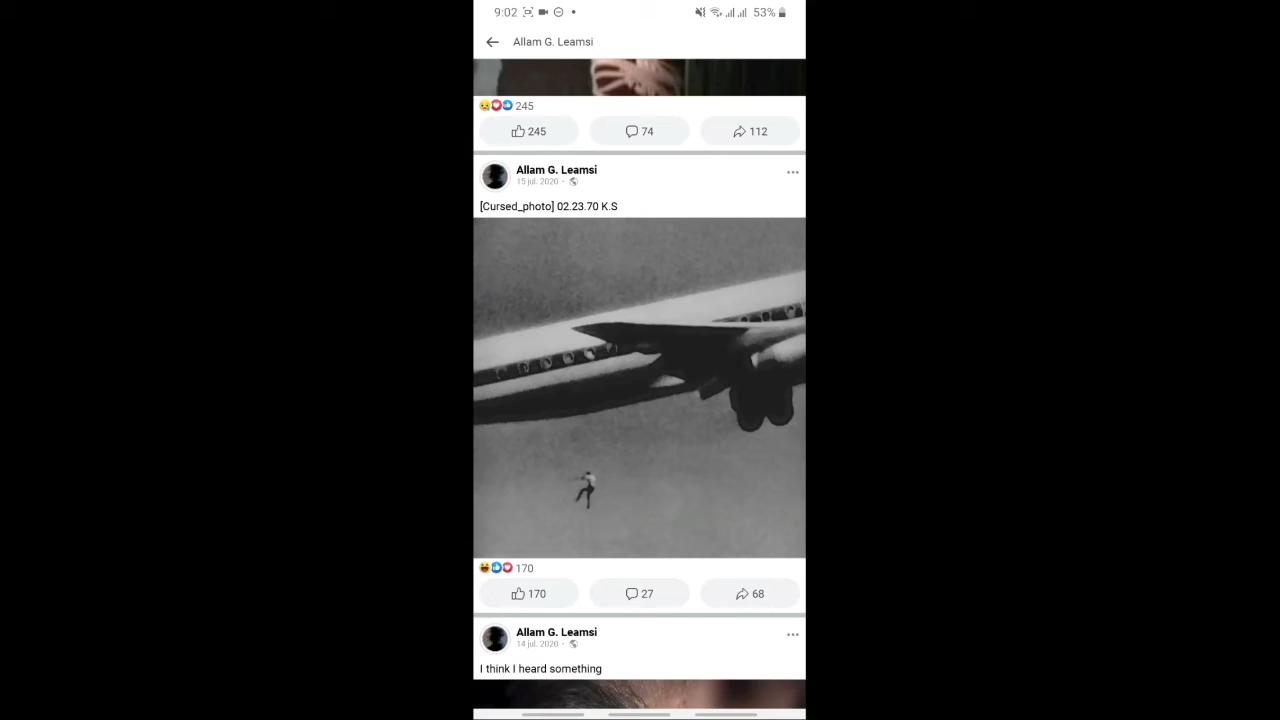 9:02 53%
Allam G. Leamsi
245
245 74 112
Allam G. Leamsi
15 jul. 2020 •
[Cursed_photo] 02.23.70 K.S
170
170 27 68
Allam G. Leamsi
14 jul. 2020 •
I think I heard something